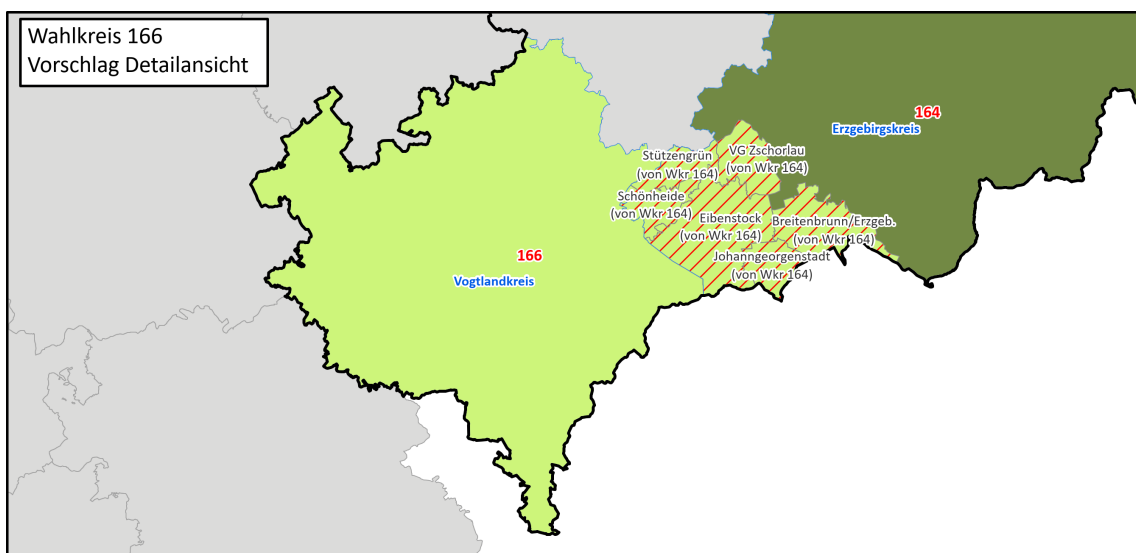 Wahlkreis 166
Vorschlag Detailansicht
164
Erzgebirgskreis
VG Zschorlau
(von Wkr 164)
Stützengrün
(von Wkr 164)
Schönheide
(von Wkr 164)
Eibenstock
(von Wkr 164)
Breitenbrunn/Erzgeb.
(von Wkr 164)
Johanngeorgenstadt
(von Wkr 164)
166
Vogtlandkreis